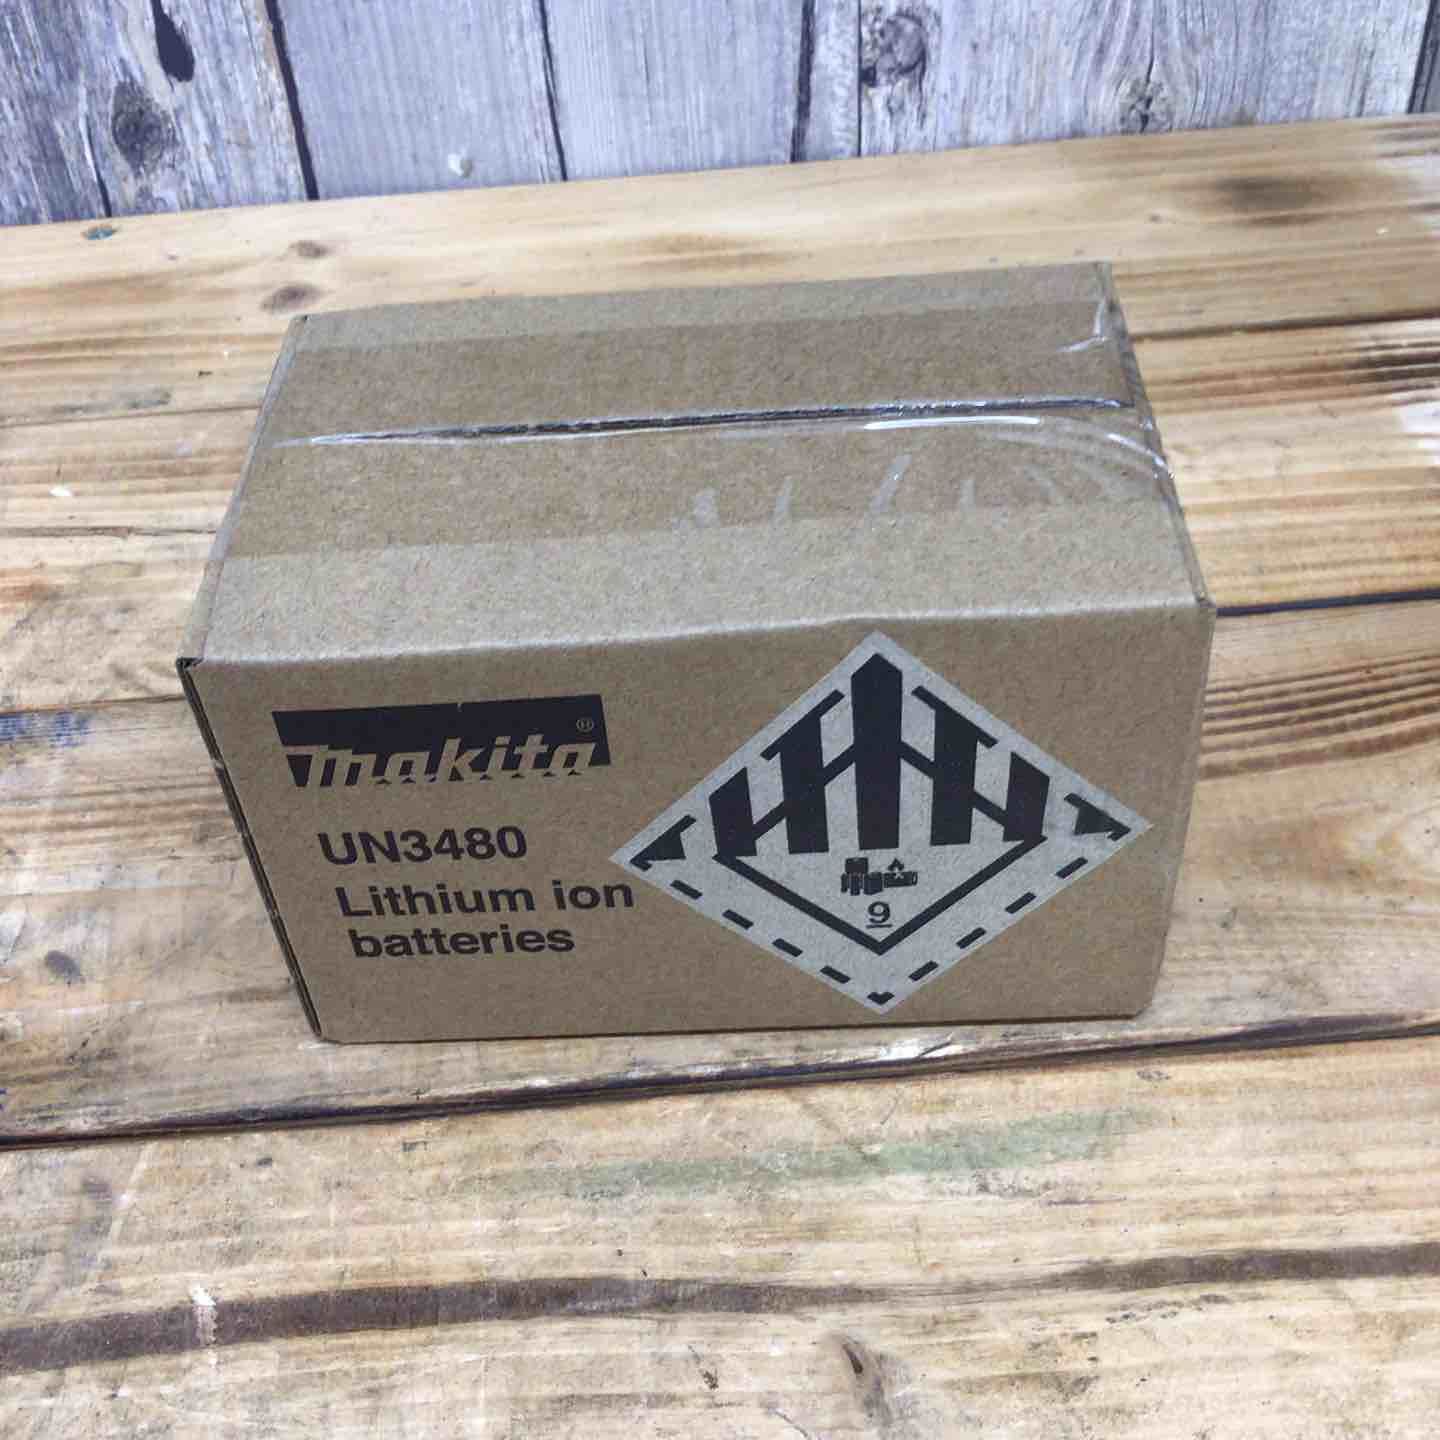 makita®
UN3480
Lithium ion
batteries
9